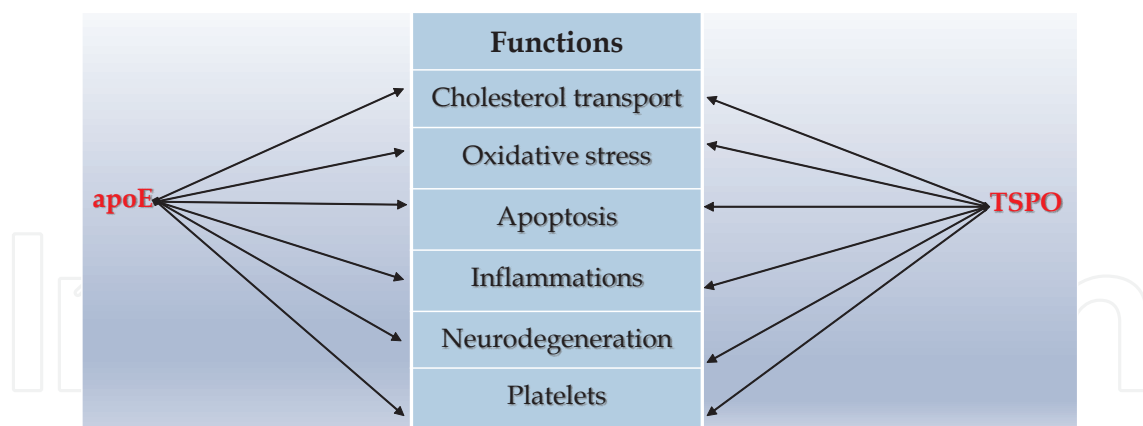 Functions
Cholesterol transport
Oxidative stress
apoE
Apoptosis
TSPO
Inflammations
Neurodegeneration
Platelets